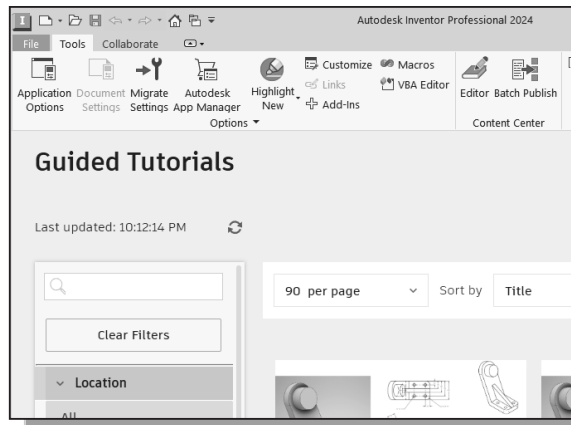 Autodesk Inventor Professional 2024
File Tools Collaborate
Customize Macros
Links VBA Editor
Add-Ins
Application Options
Document Settings
Migrate Settings
Autodesk App Manager
Highlight New
Editor Batch Publish
Options Content Center
Guided Tutorials
Last updated: 10:12:14 PM
90 per page Sort by Title
Clear Filters
Location
All